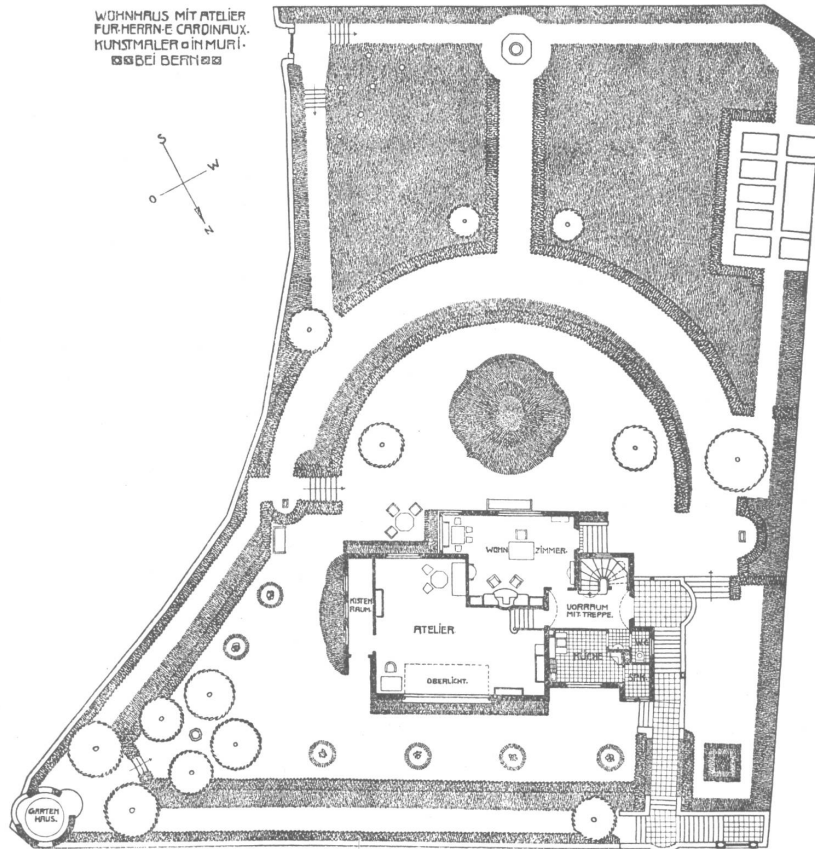 WOHNHAUS MIT ATELIER
FUR·HERRN·E CARDINAUX·
KUNSTMALER IN MURI·
BEI BERN
S
W
O
N
WOHN ZIMMER·
KISTEN
RAUM·
VORRAUM
MIT·TREPPE·
ATELIER
KÜCHE
W·C
OBERLICHT·
GARTEN
HAUS·